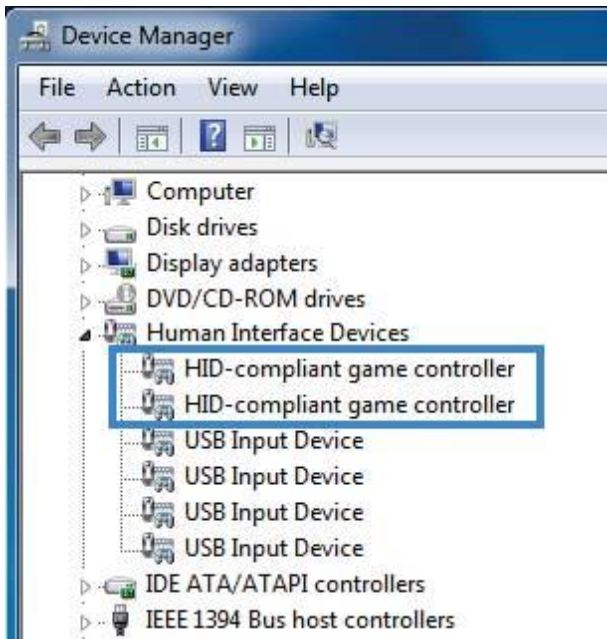 Device Manager
File Action View Help
Computer
Disk drives
Display adapters
DVD/CD-ROM drives
Human Interface Devices
HID-compliant game controller
HID-compliant game controller
USB Input Device
USB Input Device
USB Input Device
USB Input Device
IDE ATA/ATAPI controllers
IEEE 1394 Bus host controllers